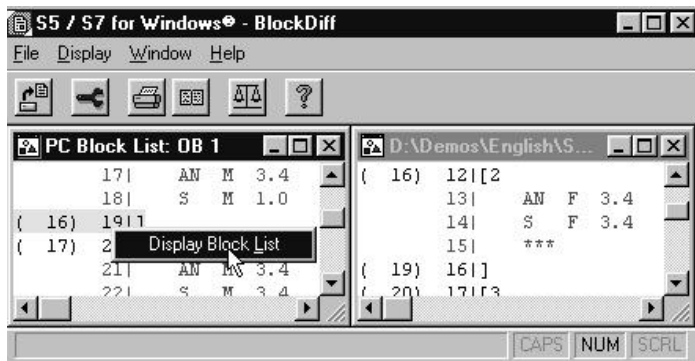 S5 / S7 for Windows® - BlockDiff
File Display Window Help
PC Block List: OB 1
17| AN M 3.4
18| S M 1.0
( 16) 19|]
( 17) 2
Display Block List
21| AN M 3.4
22| S M 3.4
D:\Demos\English\S...
( 16) 12|[2
13| AN F 3.4
14| S F 3.4
15| ***
( 19) 16|]
( 20) 17|[3
CAPS NUM SCRL